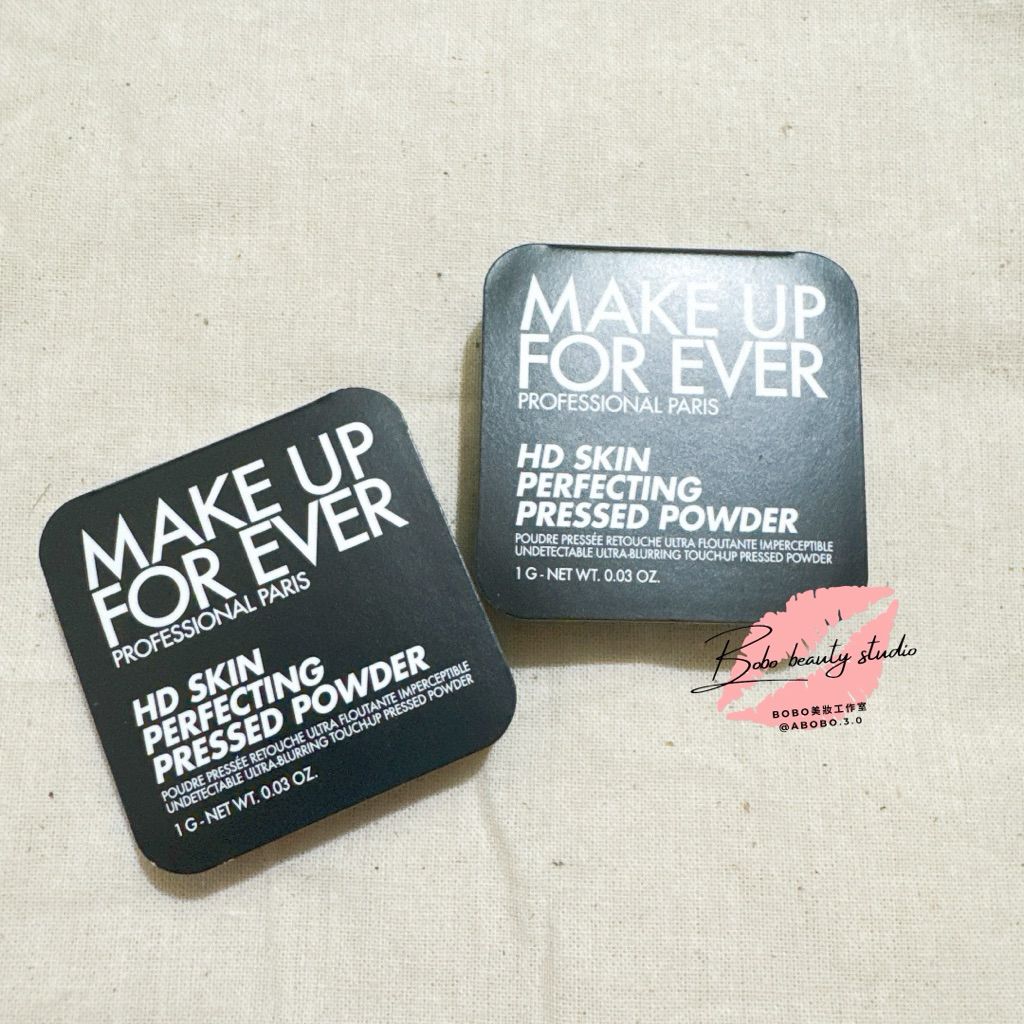 MAKE UP
FOR EVER
PROFESSIONAL PARIS
HD SKIN
PERFECTING
PRESSED POWDER
POUDRE PRESSÉE RETOUCHE ULTRA FLOUTANTE IMPERCEPTIBLE
UNDETECTABLE ULTRA-BLURRING TOUCH-UP PRESSED POWDER
1 G - NET WT. 0.03 OZ.
MAKE UP
FOR EVER
PROFESSIONAL PARIS
HD SKIN
PERFECTING
PRESSED POWDER
POUDRE PRESSÉE RETOUCHE ULTRA FLOUTANTE IMPERCEPTIBLE
UNDETECTABLE ULTRA-BLURRING TOUCH-UP PRESSED POWDER
1 G - NET WT. 0.03 OZ.
Bobo beauty studio
BOBO美妝工作室
@ABOBO.3.0